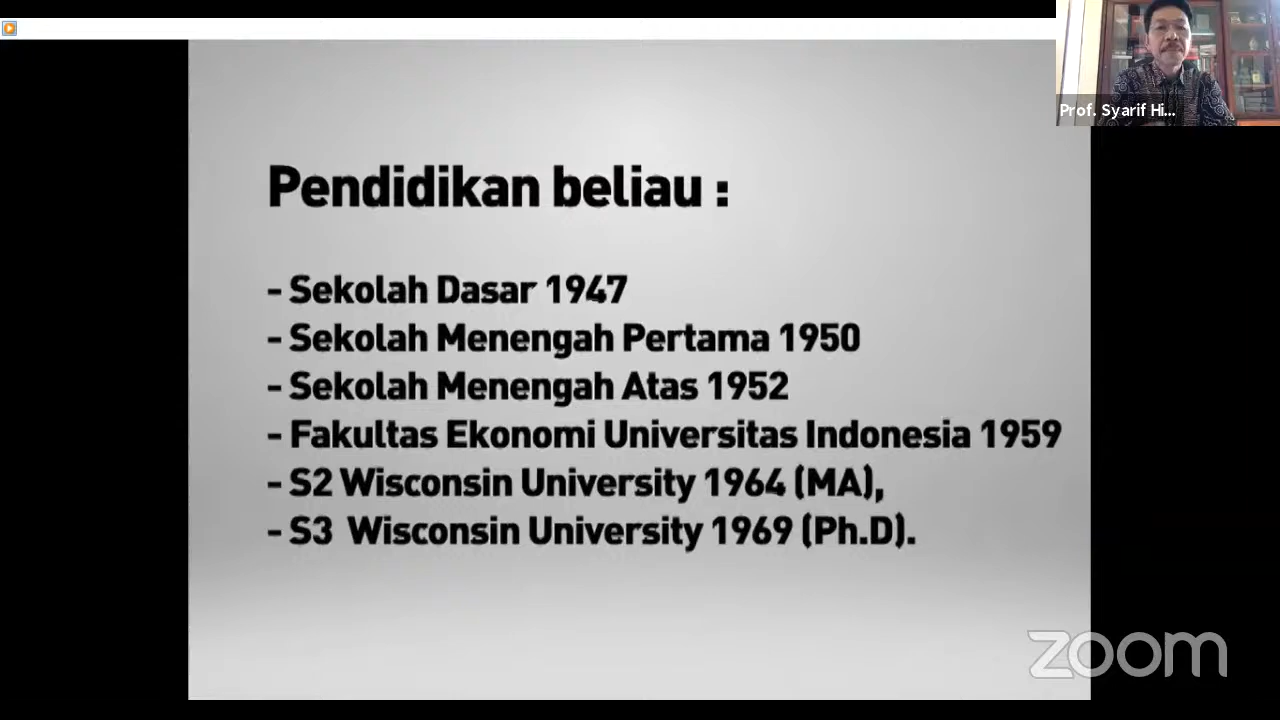 Prof. Syarif Hi...
Pendidikan beliau :
- Sekolah Dasar 1947
- Sekolah Menengah Pertama 1950
- Sekolah Menengah Atas 1952
- Fakultas Ekonomi Universitas Indonesia 1959
- S2 Wisconsin University 1964 (MA),
- S3 Wisconsin University 1969 (Ph.D).
zoom